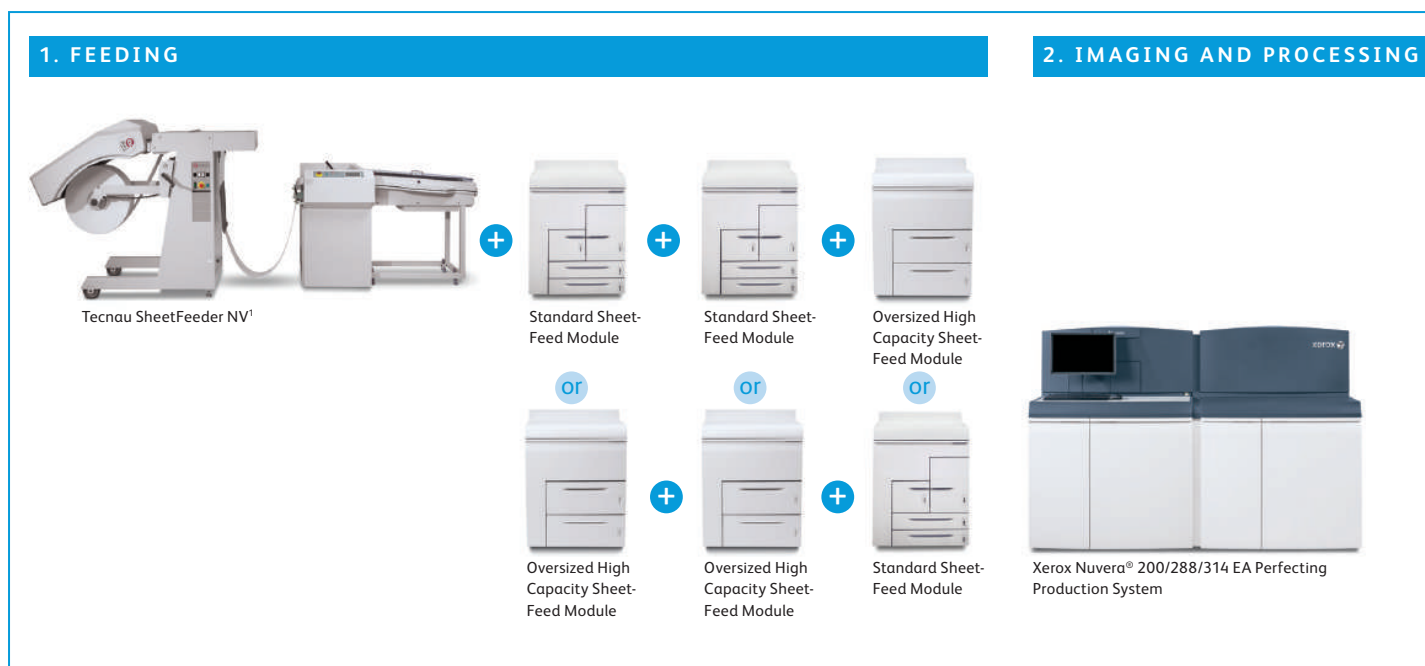 1. FEEDING
2. IMAGING AND PROCESSING
Tecnau SheetFeeder NV¹
+
+
+
Standard Sheet-
Feed Module
Standard Sheet-
Feed Module
Oversized High
Capacity Sheet-
Feed Module
or
or
or
+
+
Oversized High
Capacity Sheet-
Feed Module
Oversized High
Capacity Sheet-
Feed Module
Standard Sheet-
Feed Module
xerox
Xerox Nuvera® 200/288/314 EA Perfecting
Production System